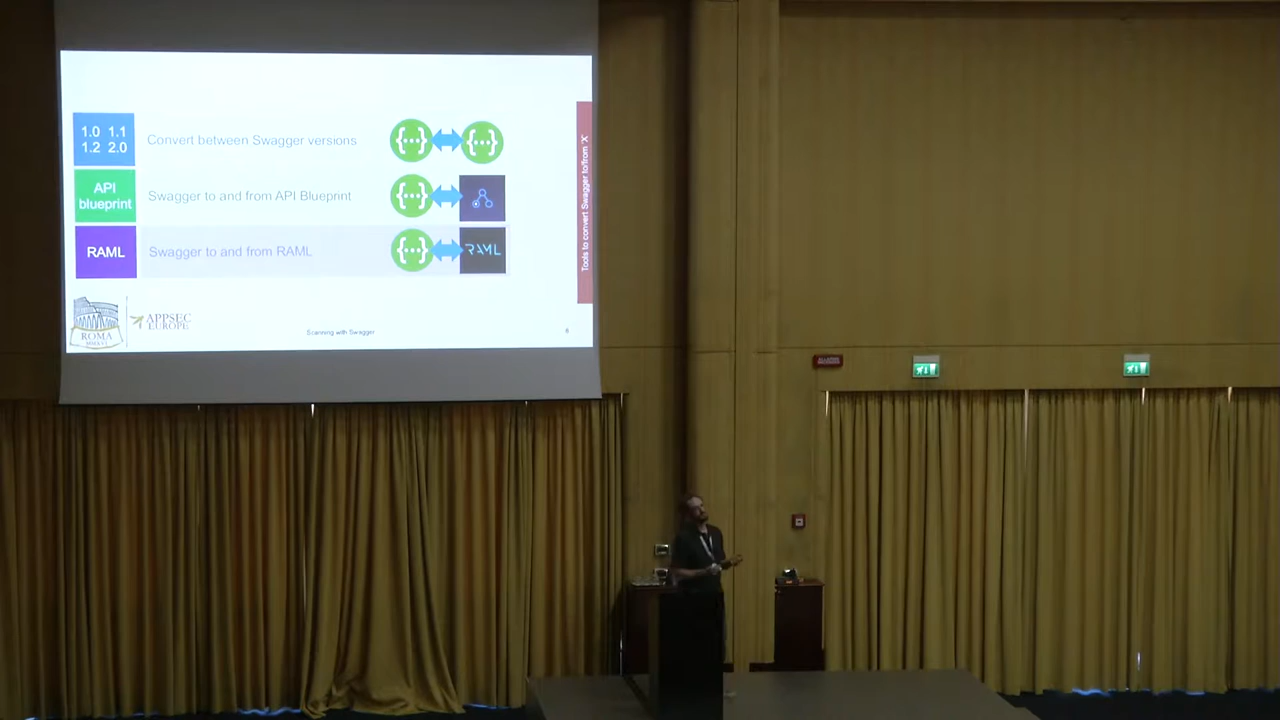 1.0 1.1
1.2 2.0
Convert between Swagger versions
API
blueprint
Swagger to and from API Blueprint
RAML
Swagger to and from RAML
RAML
Tools to convert Swagger to/from 'X'
ROMA
APPSEC
EUROPE
Scanning with Swagger